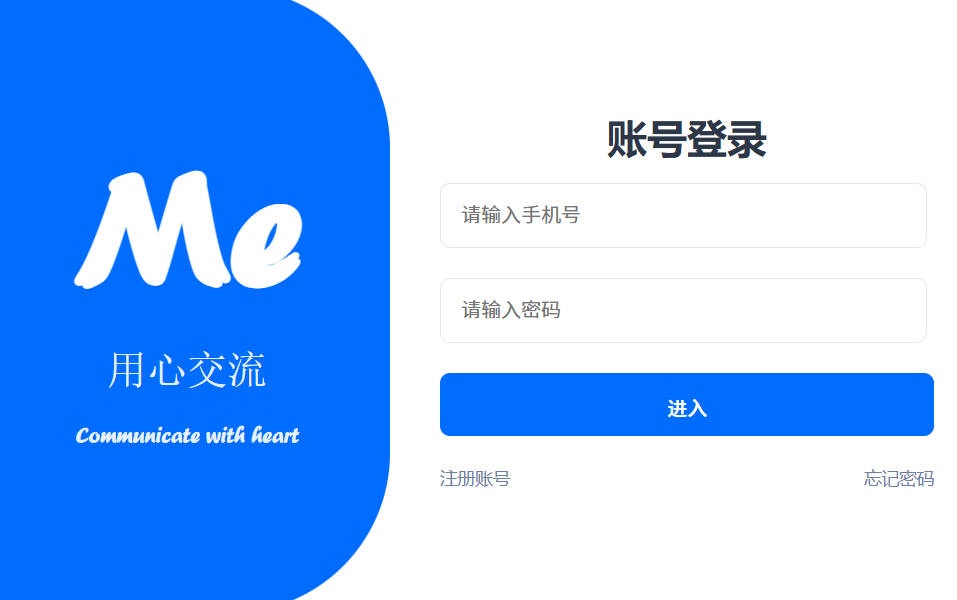 Me
用心交流
Communicate with heart
账号登录
请输入手机号
请输入密码
进入
注册账号
忘记密码